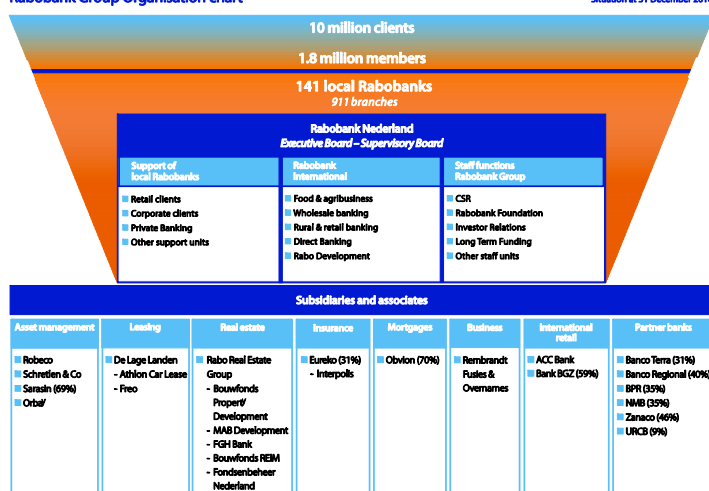 Rabobank Group Organisation chart
Situation at 31 December
10 million clients
1.8 million members
141 local Rabobanks
911 branches
Rabobank Nederland
Executive Board – Supervisory Board
Support of
local Rabobanks
Retail clients
Corporate clients
Private Banking
Other support units
Rabobank
International
Food & agribusiness
Wholesale banking
Rural & retail banking
Direct Banking
Rabo Development
Staff functions
Rabobank Group
CSR
Rabobank Foundation
Investor Relations
Long Term Funding
Other staff units
Subsidiaries and associates
Asset management
Robeco
Schretlen & Co
Sarasin (69%)
Leasing
De Lage Landen
- Athlon Car Lease
- Freo
Real estate
Rabo Real Estate
Group
- Bouwfonds
Development
- MAB Development
- FGH Bank
- Bouwfonds REIM
- Fondsenbeheer
Nederland
Insurance
Eureko (31%)
- Interpolis
Mortgages
Obvion (70%)
Business
Rembrandt
Fusies &
Overnames
International
retail
ACC Bank
Bank BGZ (59%)
Partner banks
Banco Terra (31%)
Banco Regional (40%)
BPR (35%)
NMB (35%)
Zanaco (46%)
URCB (9%)